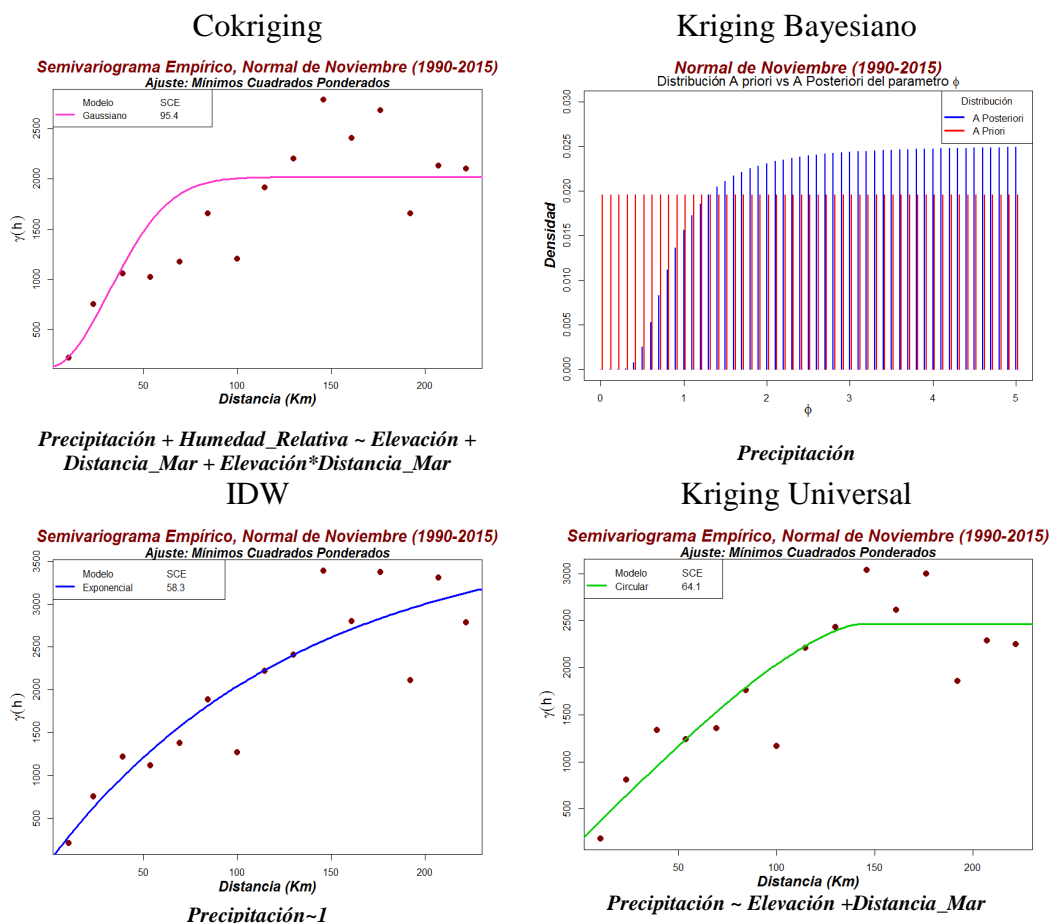 Cokriging
Semivariograma Empírico, Normal de Noviembre (1990-2015)
Ajuste: Mínimos Cuadrados Ponderados
Modelo SCE
Gaussiano 95.4
γ(h)
500 1000 1500 2000 2500
50 100 150 200
Distancia (Km)
Precipitación + Humedad_Relativa ~ Elevación +
Distancia_Mar + Elevación*Distancia_Mar
Kriging Bayesiano
Normal de Noviembre (1990-2015)
Distribución A priori vs A Posteriori del parametro ϕ
Distribución
A Posteriori
A Priori
Densidad
0.000 0.005 0.010 0.015 0.020 0.025 0.030
0 1 2 3 4 5
ϕ
Precipitación
IDW
Semivariograma Empírico, Normal de Noviembre (1990-2015)
Ajuste: Mínimos Cuadrados Ponderados
Modelo SCE
Exponencial 58.3
γ(h)
500 1000 1500 2000 2500 3000 3500
50 100 150 200
Distancia (Km)
Precipitación~1
Kriging Universal
Semivariograma Empírico, Normal de Noviembre (1990-2015)
Ajuste: Mínimos Cuadrados Ponderados
Modelo SCE
Circular 64.1
γ(h)
500 1000 1500 2000 2500 3000
50 100 150 200
Distancia (Km)
Precipitación ~ Elevación +Distancia_Mar